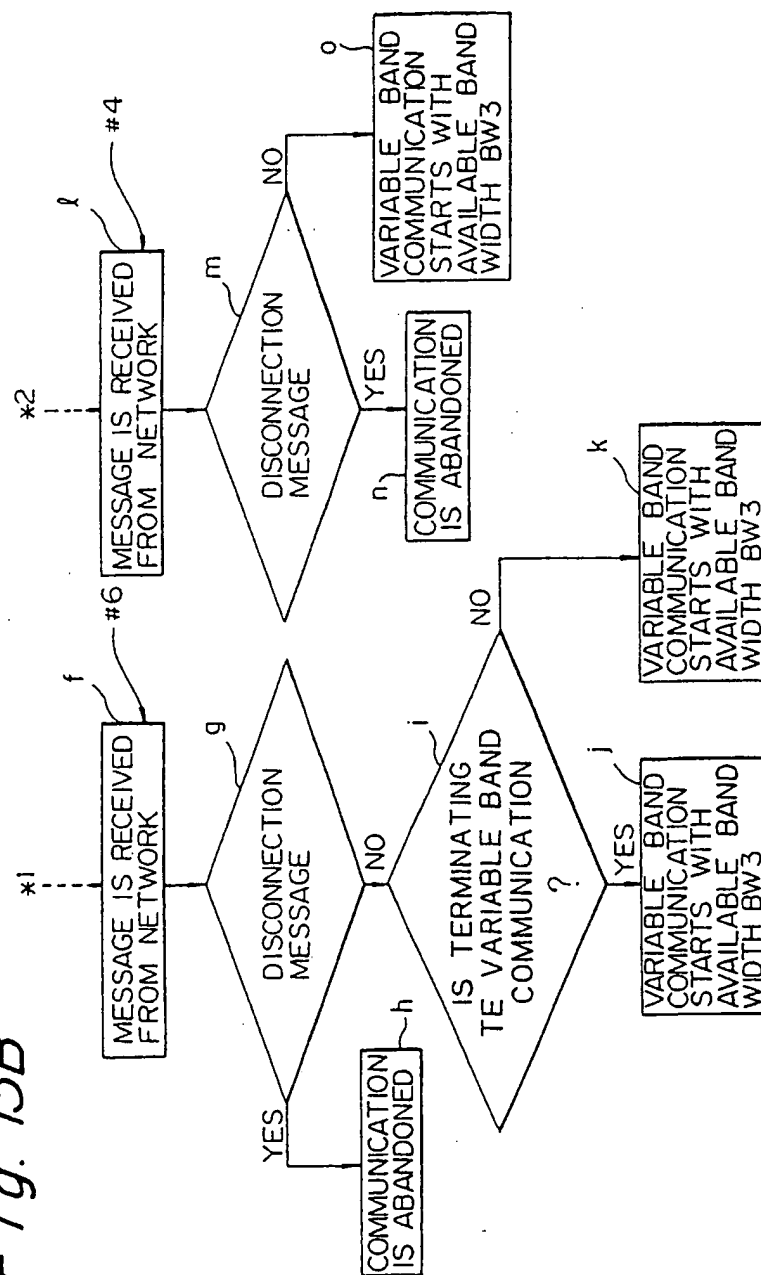 Fig. 15B
*1
f
#6
MESSAGE IS RECEIVED
FROM NETWORK
g
DISCONNECTION
MESSAGE
YES
NO
h
COMMUNICATION
IS ABANDONED
i
IS TERMINATING
TE VARIABLE BAND
COMMUNICATION
?
YES
NO
j
VARIABLE BAND
COMMUNICATION
STARTS WITH
AVAILABLE BAND
WIDTH BW3
k
VARIABLE BAND
COMMUNICATION
STARTS WITH
AVAILABLE BAND
WIDTH BW3
*2
ℓ
#4
MESSAGE IS RECEIVED
FROM NETWORK
m
DISCONNECTION
MESSAGE
YES
NO
n
COMMUNICATION
IS ABANDONED
o
VARIABLE BAND
COMMUNICATION
STARTS WITH
AVAILABLE BAND
WIDTH BW3